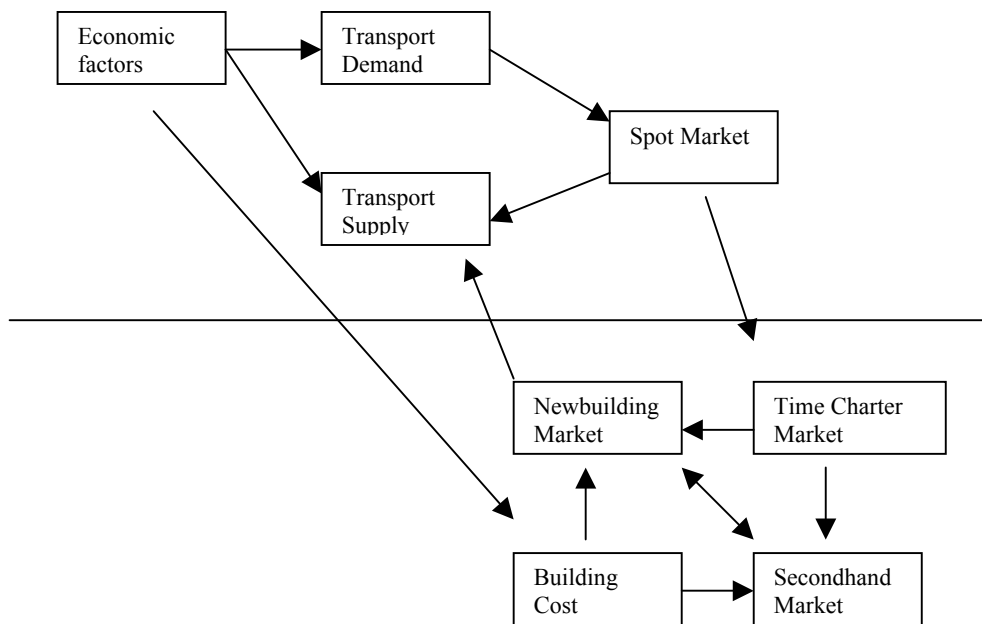 Economic
factors
Transport
Demand
Spot Market
Transport
Supply
Newbuilding
Market
Time Charter
Market
Building
Cost
Secondhand
Market